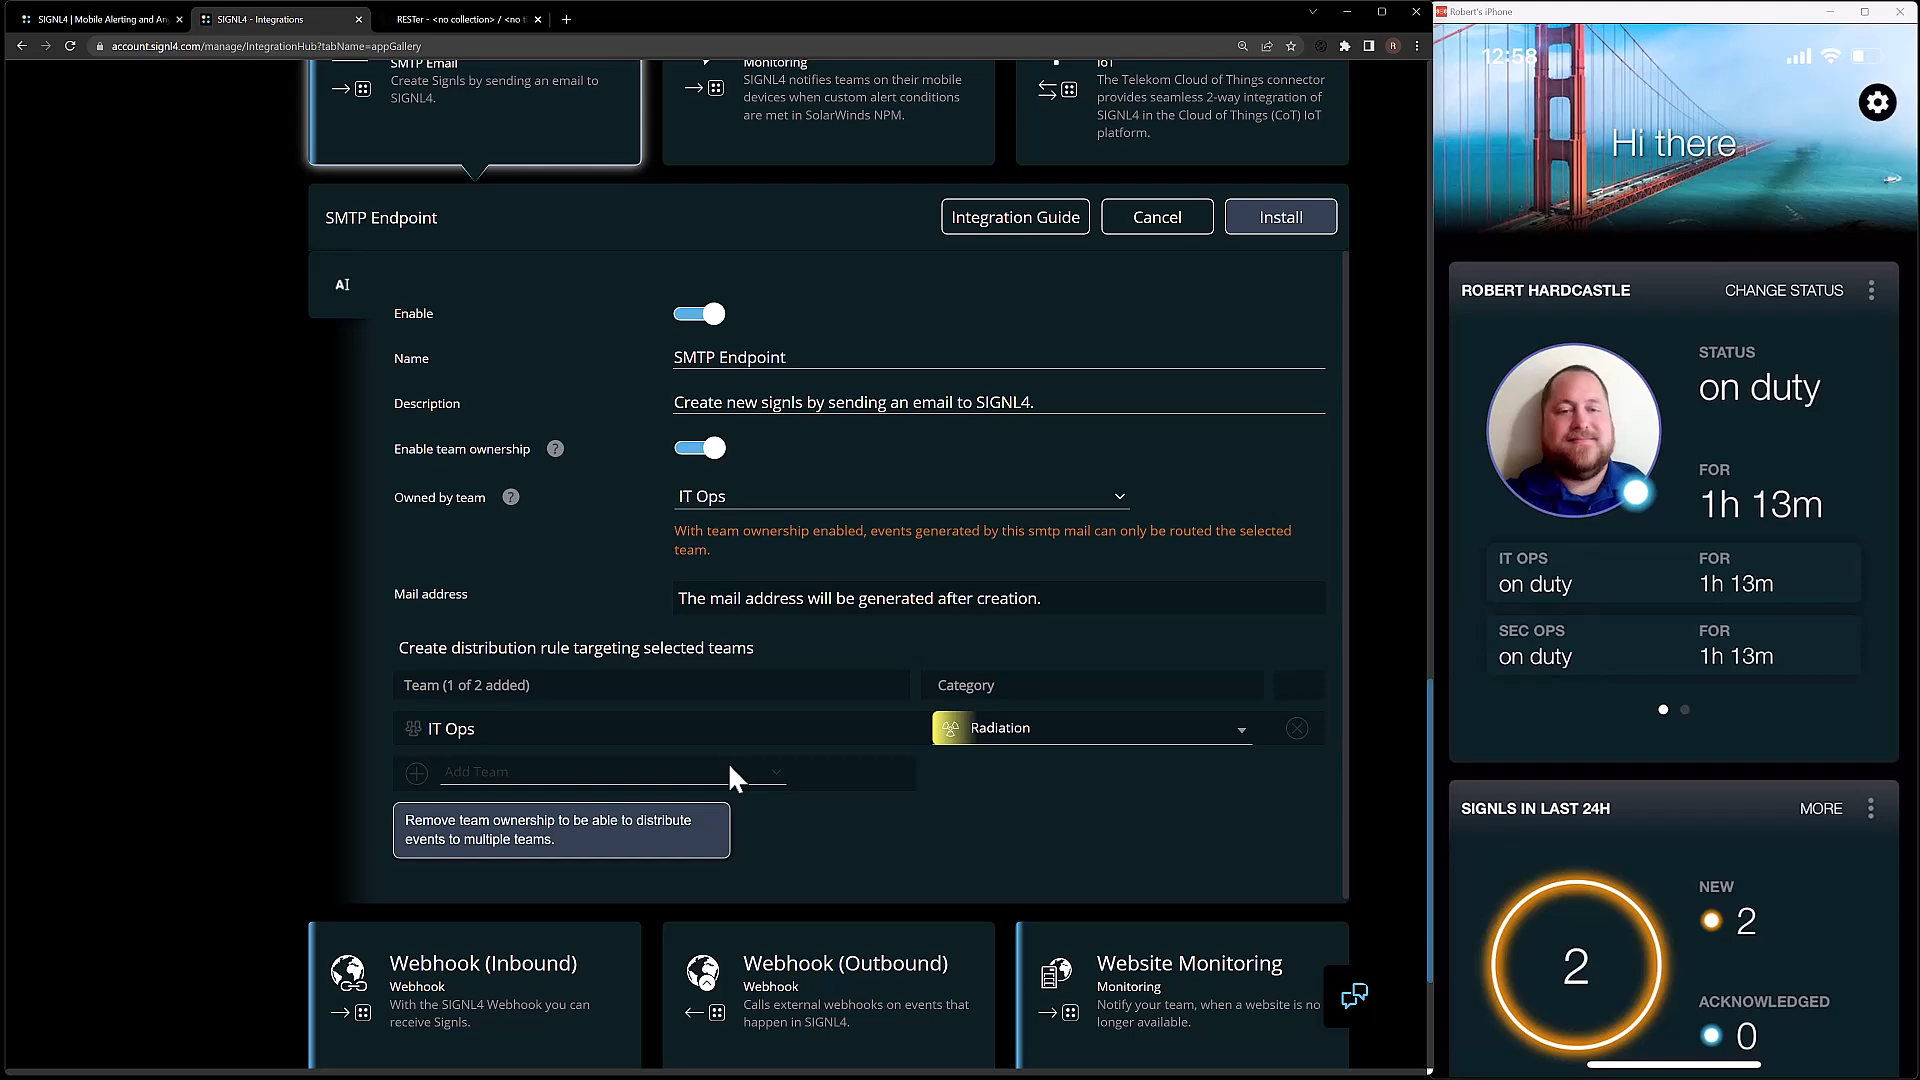 SIGNL4 | Mobile Alerting and An
SIGNL4 - Integrations
RESTer - <no collection> / <no ti
account.signl4.com/manage/IntegrationHub?tabName=appGallery
R
SMTP Email
Create Signls by sending an email to
SIGNL4.
Monitoring
SIGNL4 notifies teams on their mobile
devices when custom alert conditions
are met in SolarWinds NPM.
IoT
The Telekom Cloud of Things connector
provides seamless 2-way integration of
SIGNL4 in the Cloud of Things (CoT) IoT
platform.
SMTP Endpoint
Integration Guide
Cancel
Install
AI
Enable
Name
SMTP Endpoint
Description
Create new signls by sending an email to SIGNL4.
Enable team ownership ?
Owned by team ?
IT Ops
With team ownership enabled, events generated by this smtp mail can only be routed the selected
team.
Mail address
The mail address will be generated after creation.
Create distribution rule targeting selected teams
Team (1 of 2 added)
Category
IT Ops
Radiation
Add Team
Remove team ownership to be able to distribute
events to multiple teams.
Webhook (Inbound)
Webhook
With the SIGNL4 Webhook you can
receive Signls.
Webhook (Outbound)
Webhook
Calls external webhooks on events that
happen in SIGNL4.
Website Monitoring
Monitoring
Notify your team, when a website is no
longer available.
Robert's iPhone
12:58
Hi there
ROBERT HARDCASTLE
CHANGE STATUS
STATUS
on duty
FOR
1h 13m
IT OPS
on duty
FOR
1h 13m
SEC OPS
on duty
FOR
1h 13m
SIGNLS IN LAST 24H
MORE
2
NEW
2
ACKNOWLEDGED
0